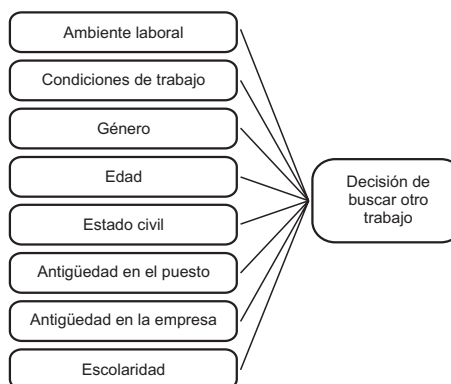 Ambiente laboral
Condiciones de trabajo
Género
Edad
Estado civil
Antigüedad en el puesto
Antigüedad en la empresa
Escolaridad
Decisión de
buscar otro
trabajo